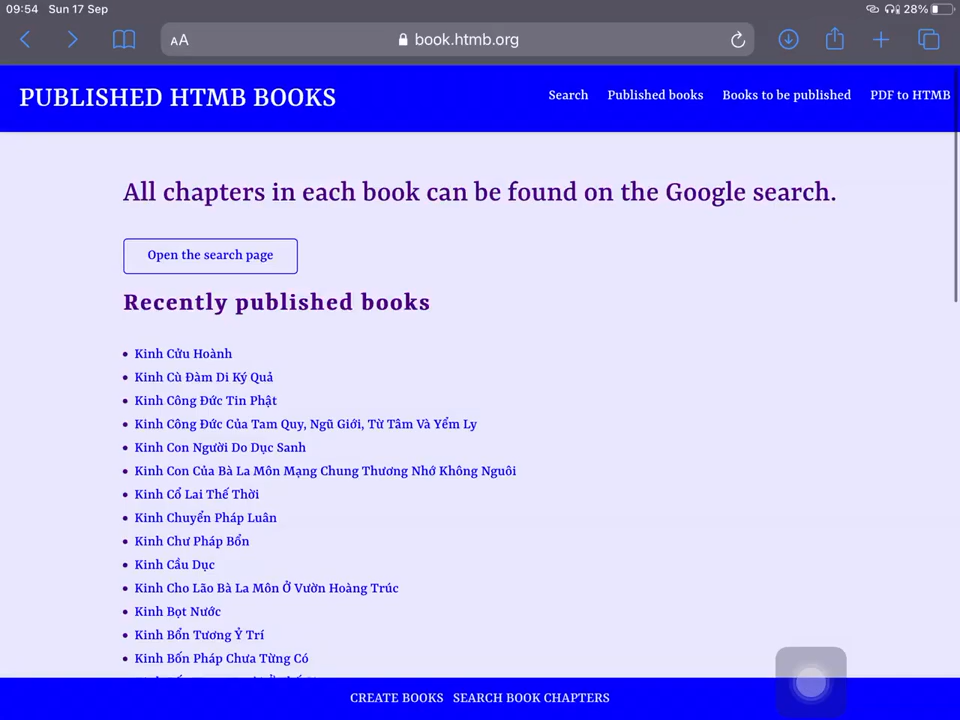 09:54 Sun 17 Sep 28%
AA book.htmb.org
PUBLISHED HTMB BOOKS
Search Published books Books to be published PDF to HTMB
All chapters in each book can be found on the Google search.
Open the search page
Recently published books
Kinh Cửu Hoành
Kinh Cù Đàm Di Ký Quả
Kinh Công Đức Tin Phật
Kinh Công Đức Của Tam Quy, Ngũ Giới, Từ Tâm Và Yểm Ly
Kinh Con Người Do Dục Sanh
Kinh Con Của Bà La Môn Mạng Chung Thương Nhớ Không Nguôi
Kinh Cổ Lai Thế Thời
Kinh Chuyển Pháp Luân
Kinh Chư Pháp Bổn
Kinh Cầu Dục
Kinh Cho Lão Bà La Môn Ở Vườn Hoàng Trúc
Kinh Bọt Nước
Kinh Bổn Tương Ỷ Trí
Kinh Bốn Pháp Chưa Từng Có
CREATE BOOKS SEARCH BOOK CHAPTERS